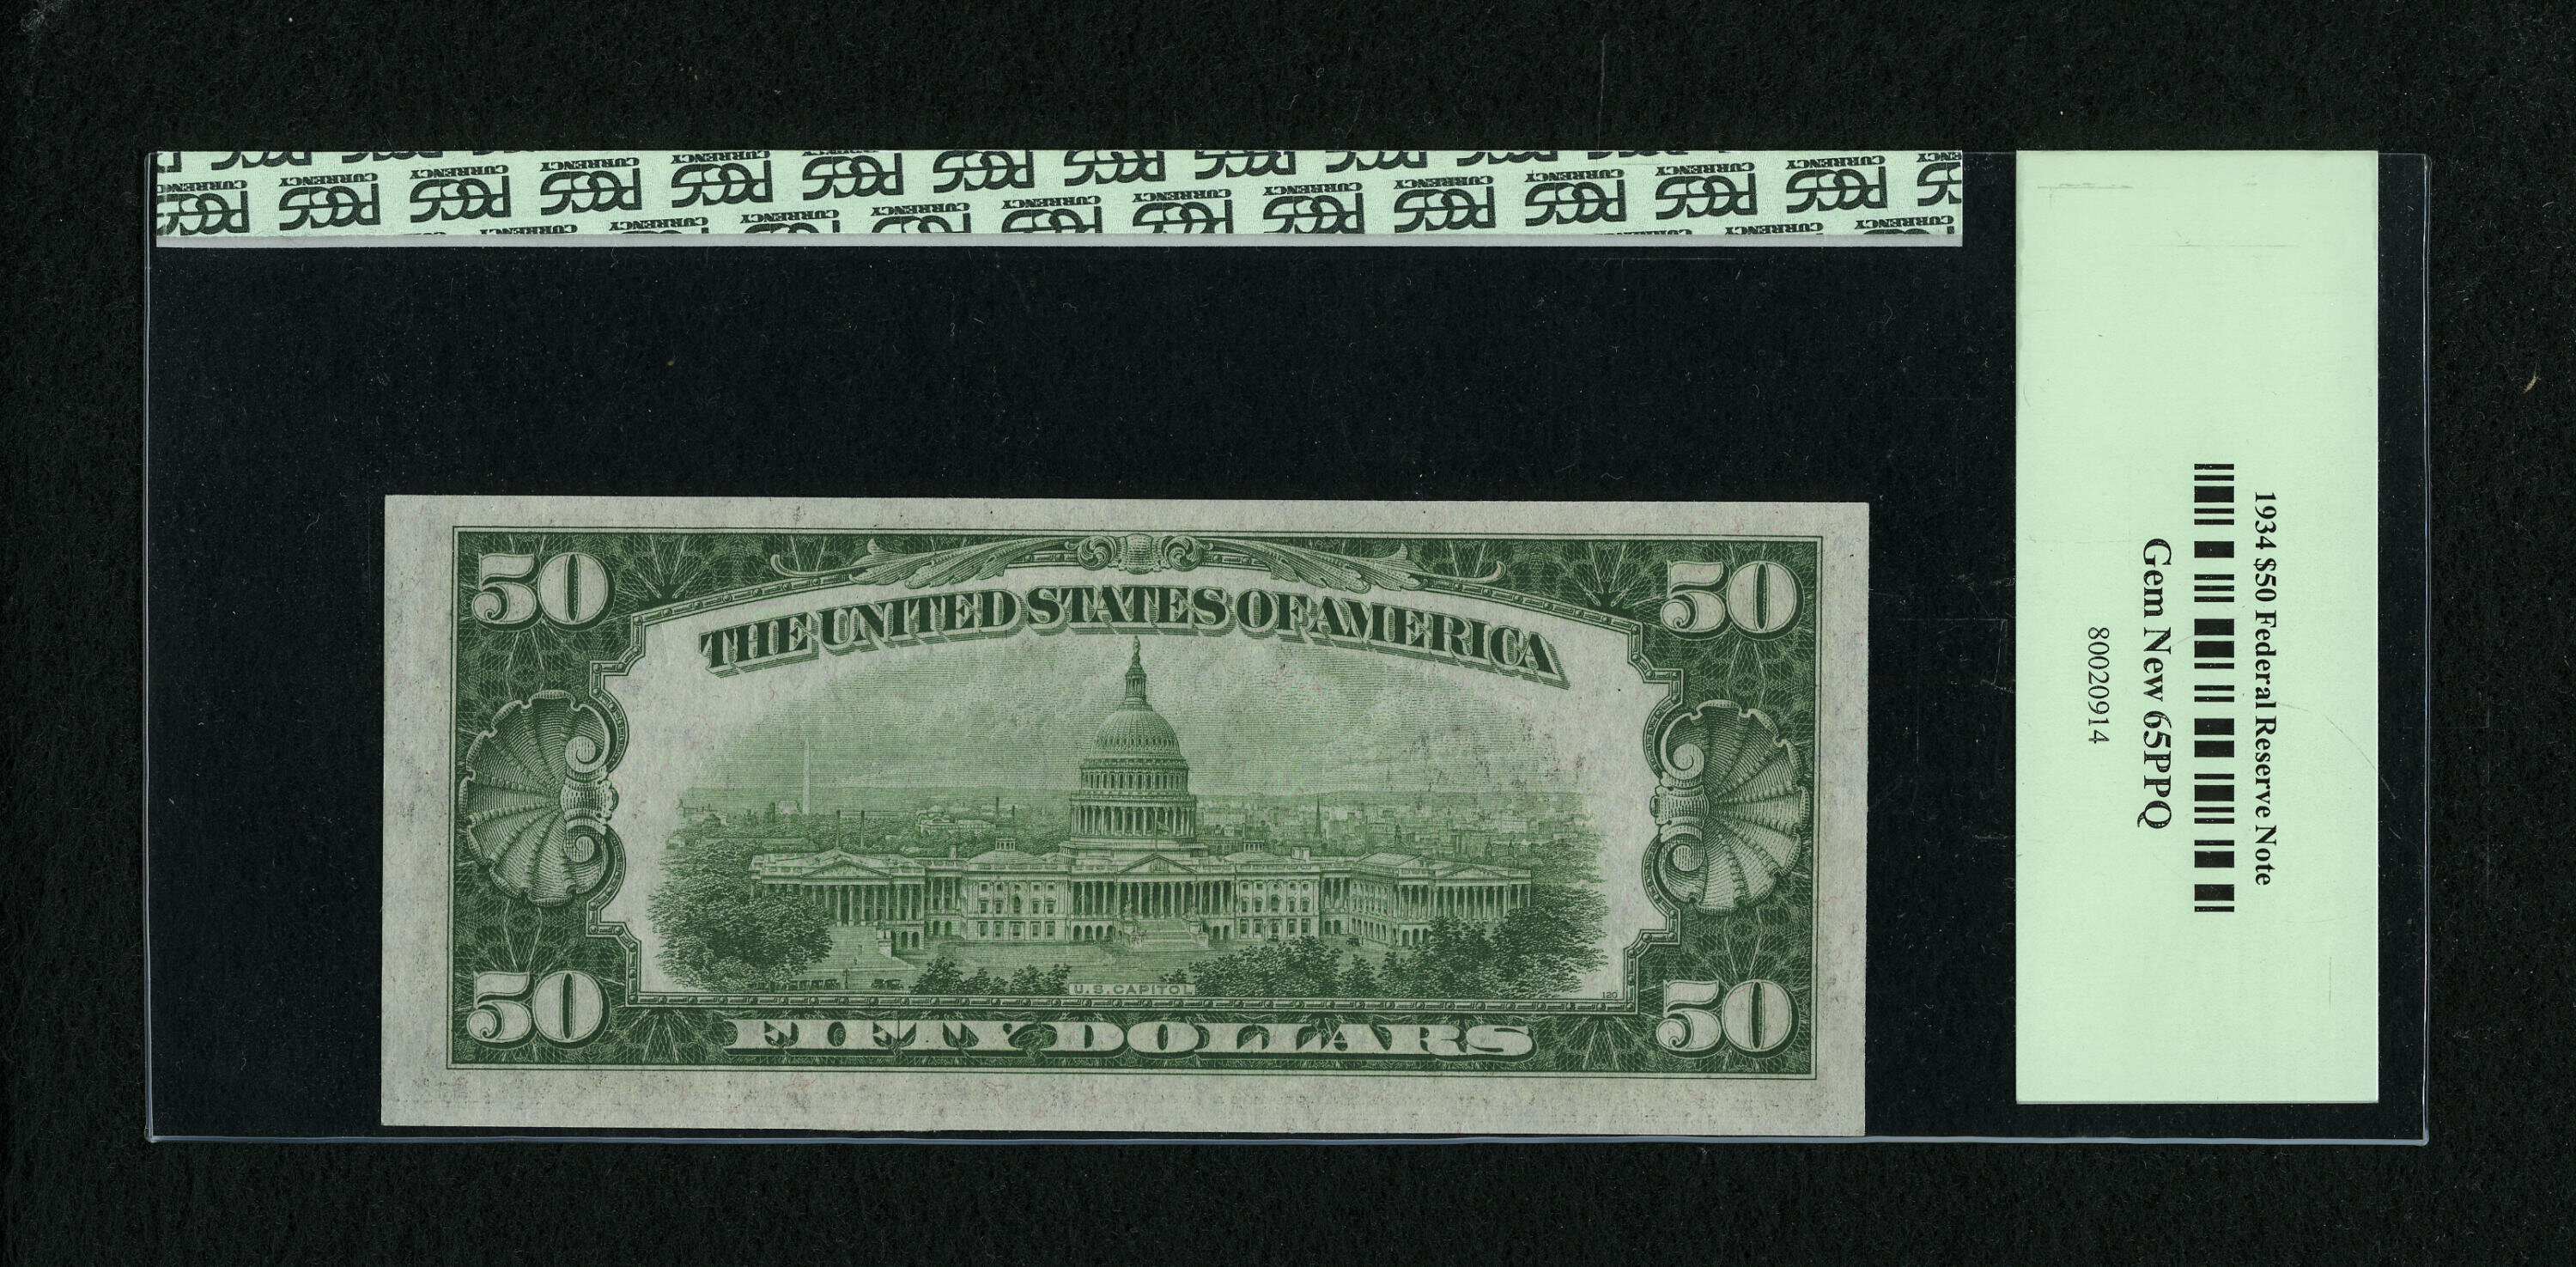 PCGS CURRENCY
50
50
THE UNITED STATES OF AMERICA
U.S. CAPITOL
120
50
50
FIFTY DOLLARS
1934 $50 Federal Reserve Note
Gem New 65PPQ
80020914